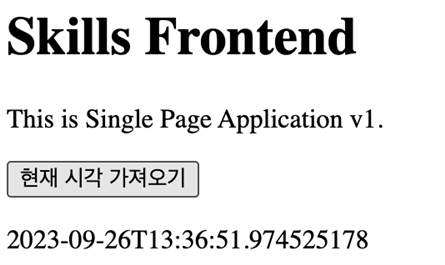 Skills Frontend
This is Single Page Application v1.
현재 시각 가져오기
2023-09-26T13:36:51.974525178